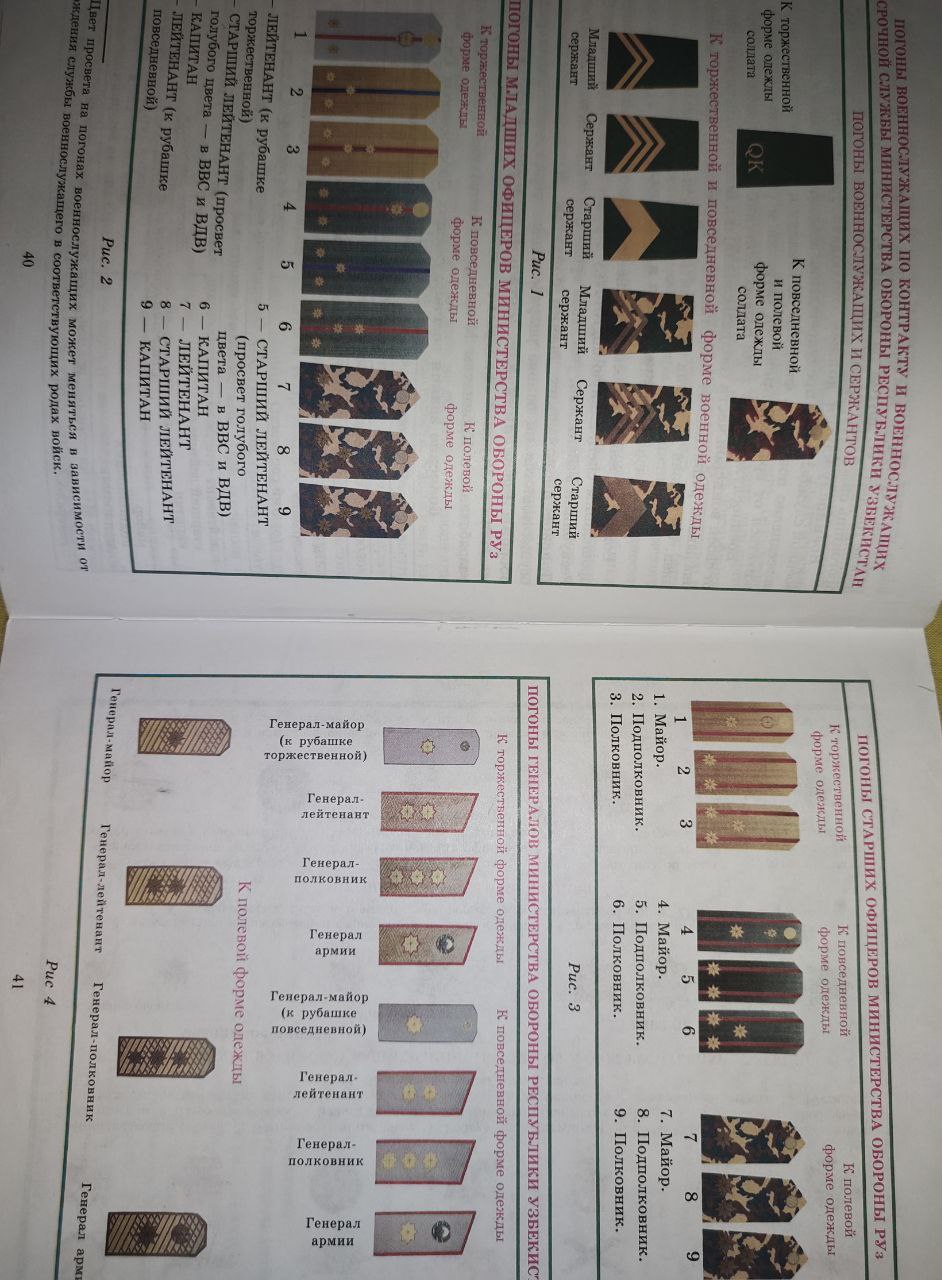 ПОГОНЫ ВОЕННОСЛУЖАЩИХ ПО КОНТРАКТУ И ВОЕННОСЛУЖАЩИХ
СРОЧНОЙ СЛУЖБЫ МИНИСТЕРСТВА ОБОРОНЫ РЕСПУБЛИКИ УЗБЕКИСТАН
ПОГОНЫ ВОЕННОСЛУЖАЩИХ И СЕРЖАНТОВ
К торжественной
форме одежды
солдата
QK
К повседневной
и полевой
форме одежды
солдата
К торжественной и повседневной форме военной одежды
Младший
сержант
Сержант
Старший
сержант
Младший
сержант
Сержант
Старший
сержант
Рис. 1
ПОГОНЫ МЛАДШИХ ОФИЦЕРОВ МИНИСТЕРСТВА ОБОРОНЫ РУз
К торжественной
форме одежды
К повседневной
форме одежды
К полевой
форме одежды
1 2 3 4 5 6 7 8 9
— ЛЕЙТЕНАНТ (к рубашке
торжественной)
— СТАРШИЙ ЛЕЙТЕНАНТ (просвет
голубого цвета — в ВВС и ВДВ)
— КАПИТАН
— ЛЕЙТЕНАНТ (к рубашке
повседневной)
5 — СТАРШИЙ ЛЕЙТЕНАНТ
(просвет голубого
цвета — в ВВС и ВДВ)
6 — КАПИТАН
7 — ЛЕЙТЕНАНТ
8 — СТАРШИЙ ЛЕЙТЕНАНТ
9 — КАПИТАН
Рис. 2
Цвет просвета на погонах военнослужащих может меняться в зависимости от
ждения службы военнослужащего в соответствующих родах войск.
40
ПОГОНЫ СТАРШИХ ОФИЦЕРОВ МИНИСТЕРСТВА ОБОРОНЫ РУз
К торжественной
форме одежды
К повседневной
форме одежды
К полевой
форме одежды
1 2 3 4 5 6 7 8 9
1. Майор.
2. Подполковник.
3. Полковник.
4. Майор.
5. Подполковник.
6. Полковник.
7. Майор.
8. Подполковник.
9. Полковник.
Рис. 3
ПОГОНЫ ГЕНЕРАЛОВ МИНИСТЕРСТВА ОБОРОНЫ РЕСПУБЛИКИ УЗБЕКИСТ
К торжественной форме одежды
К повседневной форме одежды
Генерал-майор
(к рубашке
торжественной)
Генерал-
лейтенант
Генерал-
полковник
Генерал
армии
Генерал-майор
(к рубашке
повседневной)
Генерал-
лейтенант
Генерал-
полковник
Генерал
армии
К полевой форме одежды
Генерал-майор
Генерал-лейтенант
Генерал-полковник
Генерал арми
Рис 4
41